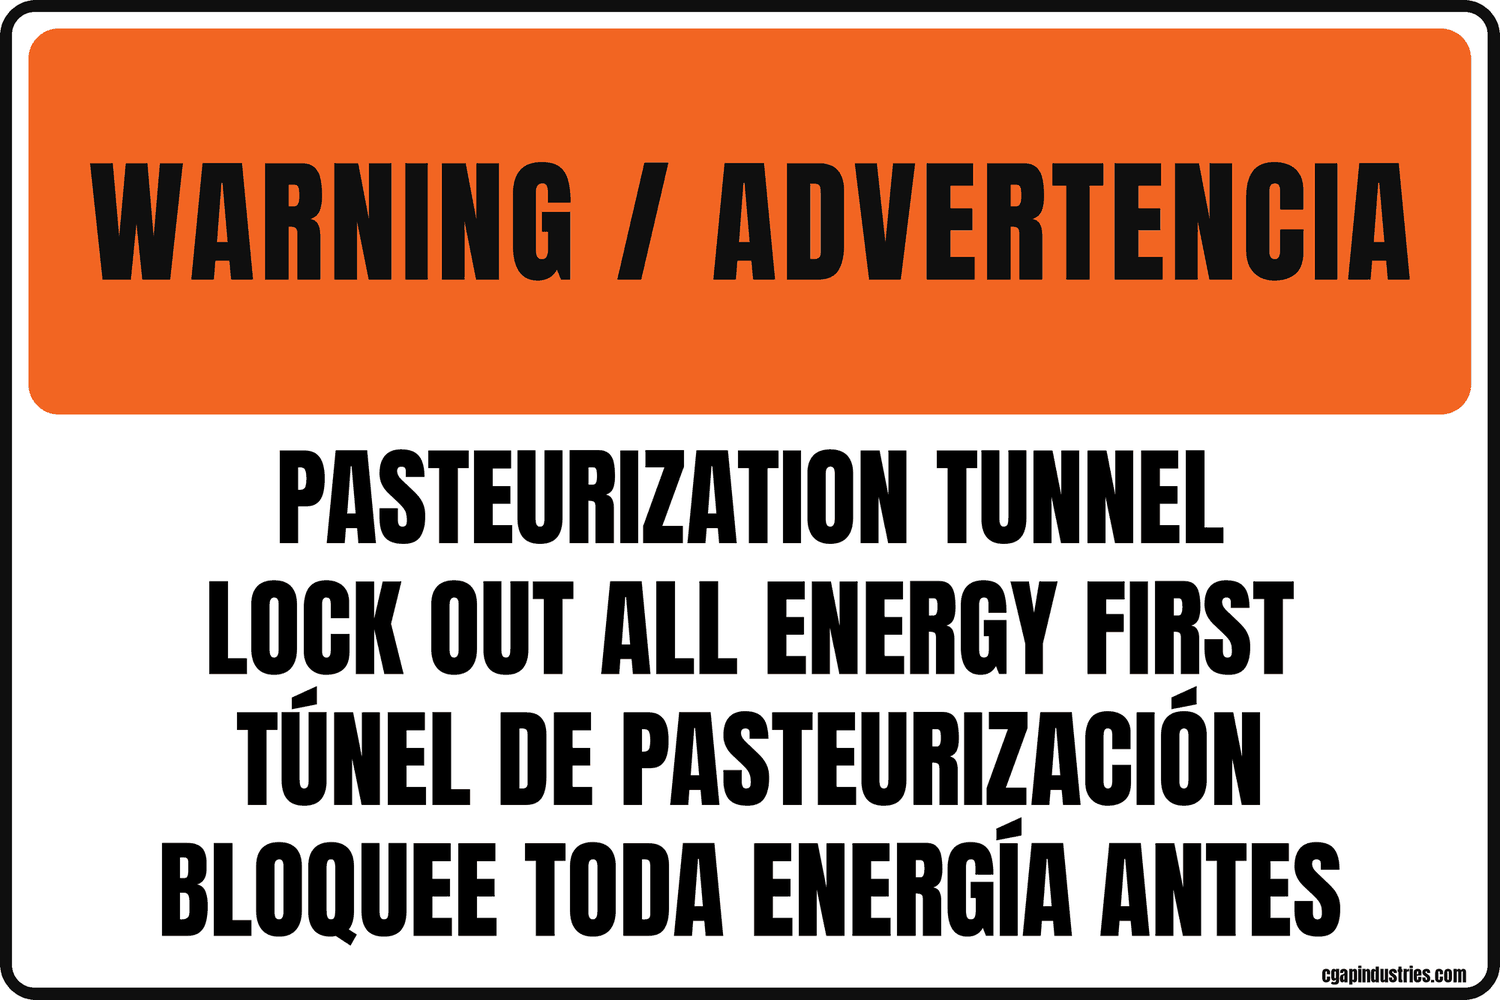 WARNING / ADVERTENCIA
PASTEURIZATION TUNNEL
LOCK OUT ALL ENERGY FIRST
TÚNEL DE PASTEURIZACIÓN
BLOQUEE TODA ENERGÍA ANTES
cgapindustries.com